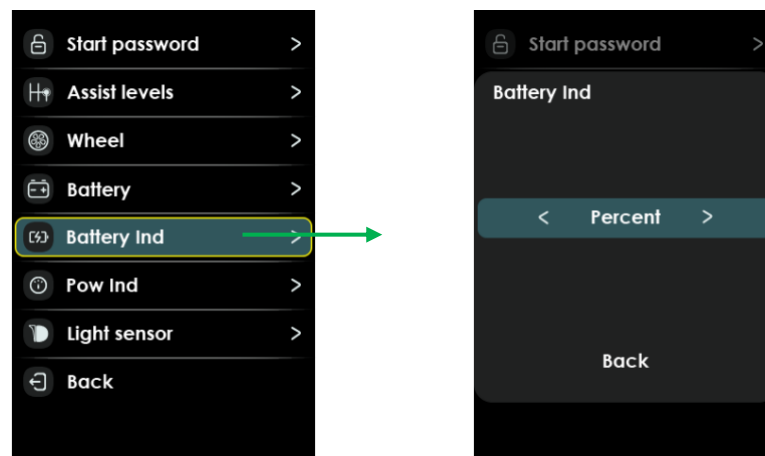 Start password >
Assist levels >
Wheel >
Battery >
Battery Ind >
Pow Ind >
Light sensor >
Back
Start password >
Battery Ind
< Percent >
Back